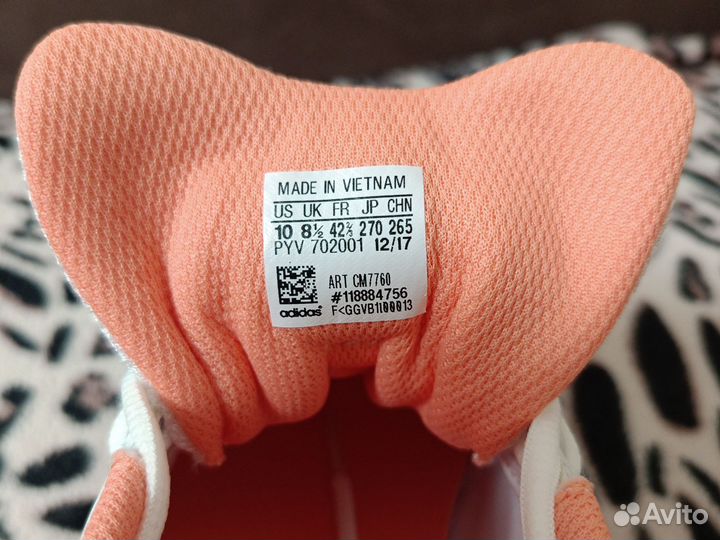 MADE IN VIETNAM
US UK FR JP CHN
10 8½ 42⅔ 270 265
PYV 702001 12/17
ART CM7760
#118884756
adidas F<GGVB1100013
Avito